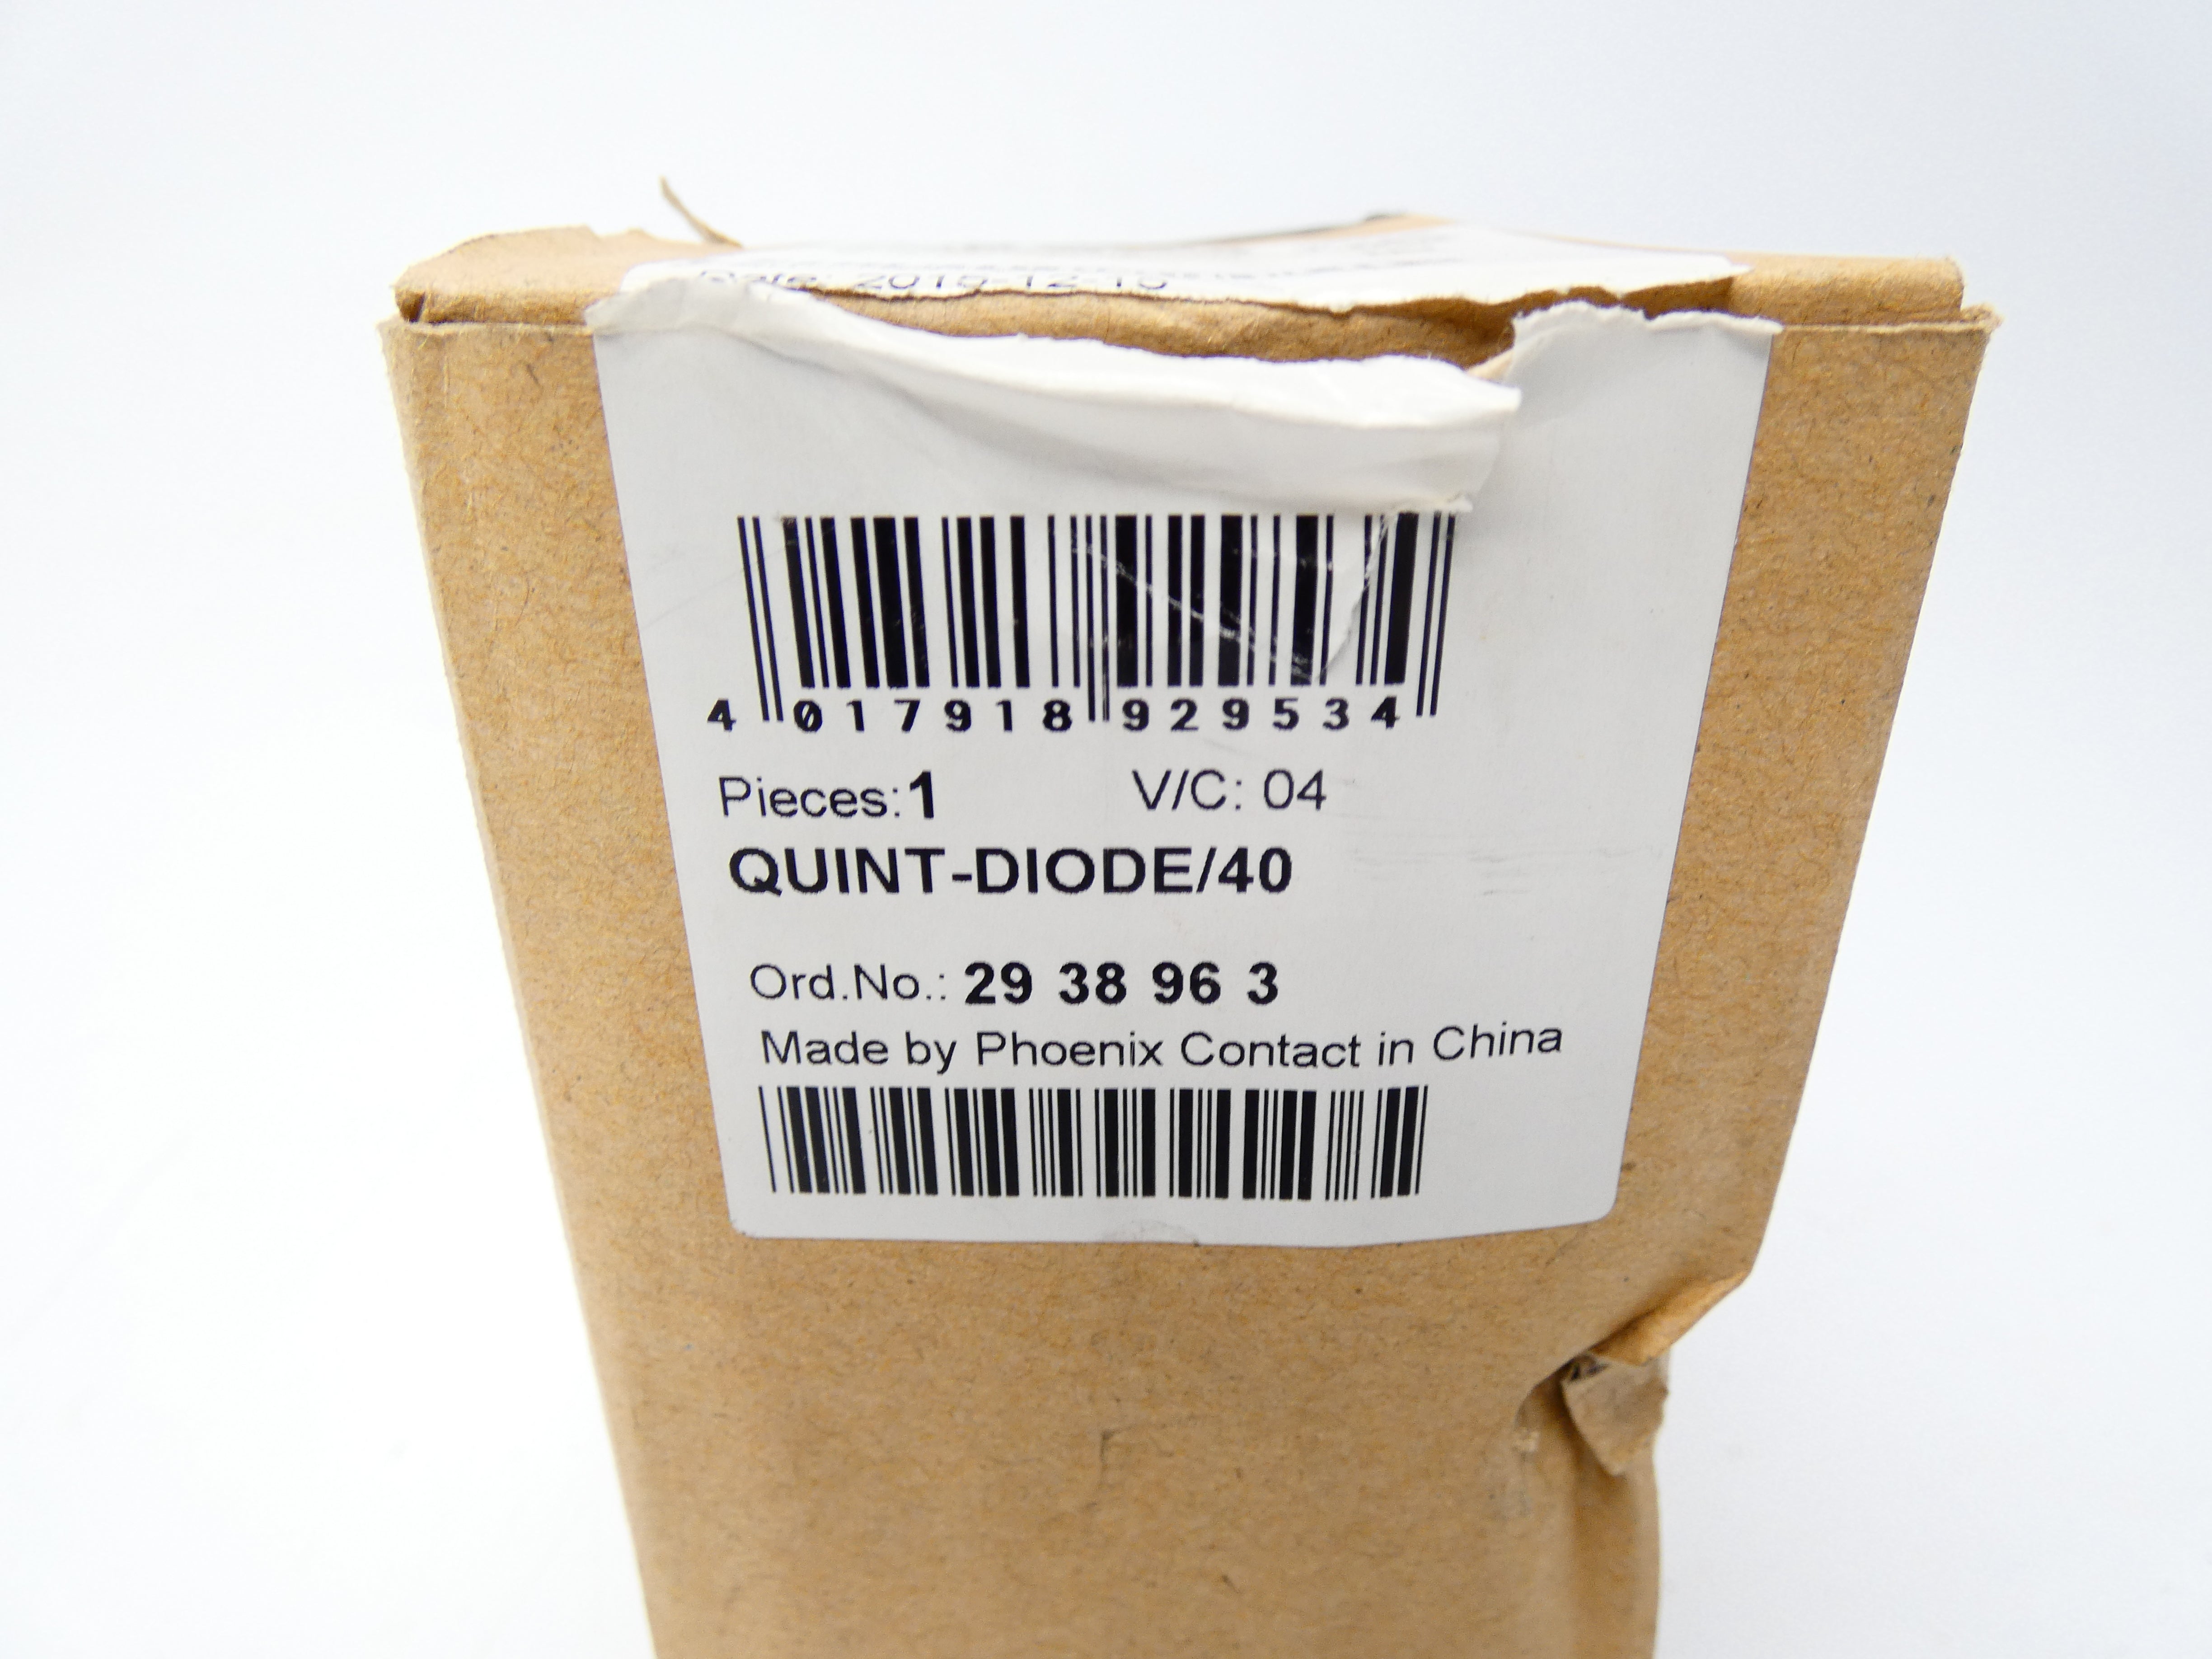 4 017918 929534
Pieces:1 V/C: 04
QUINT-DIODE/40
Ord.No.: 29 38 96 3
Made by Phoenix Contact in China